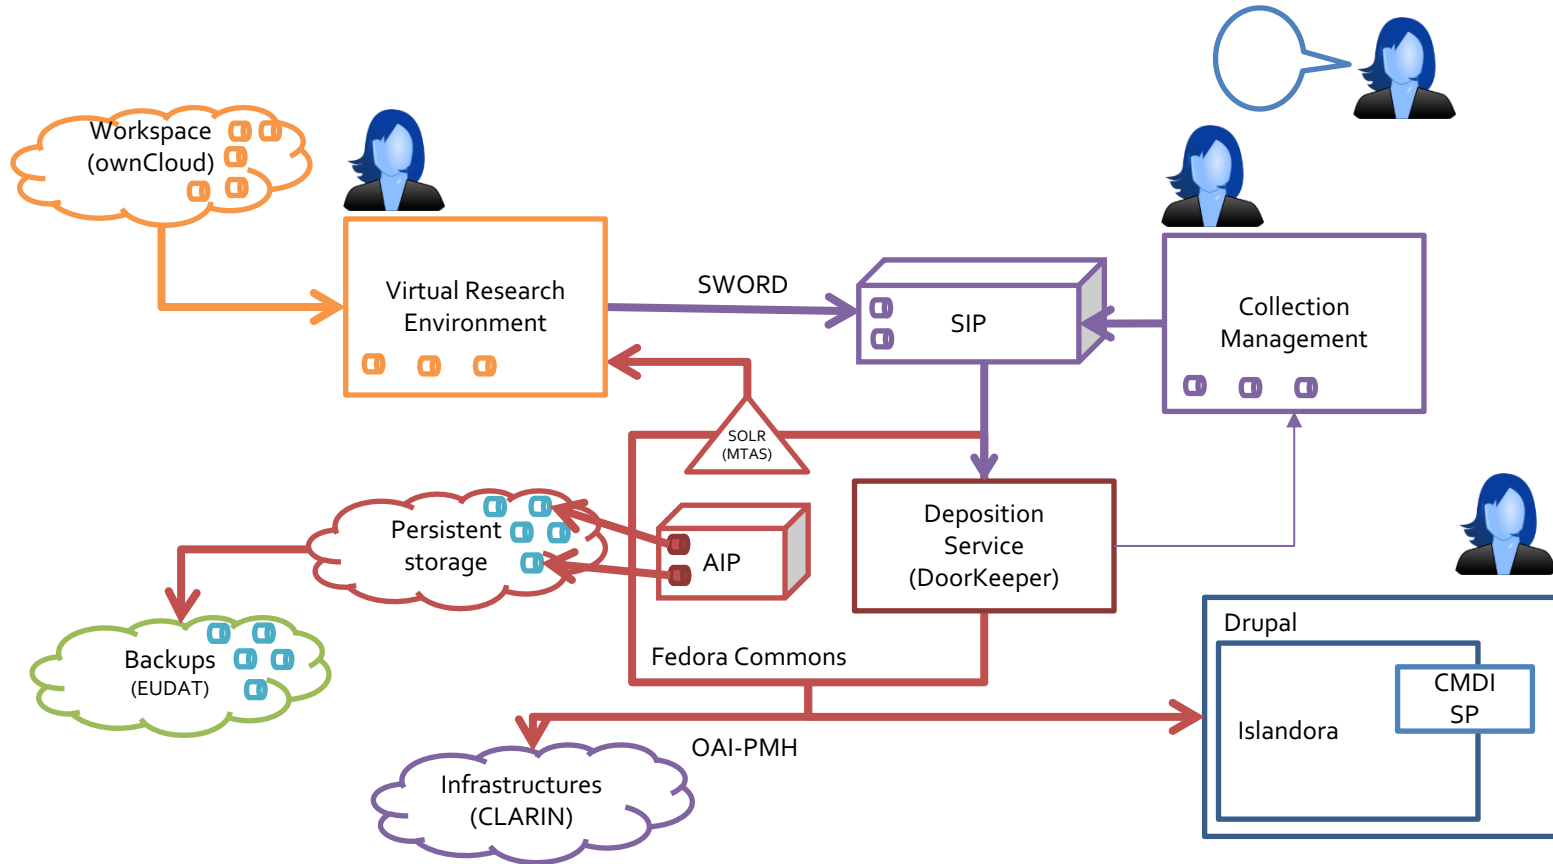 Workspace
(ownCloud)
Virtual Research
Environment
SWORD
SIP
Collection
Management
SOLR
(MTAS)
Persistent
storage
AIP
Deposition
Service
(DoorKeeper)
Backups
(EUDAT)
Fedora Commons
Drupal
CMDI
SP
Islandora
OAI-PMH
Infrastructures
(CLARIN)